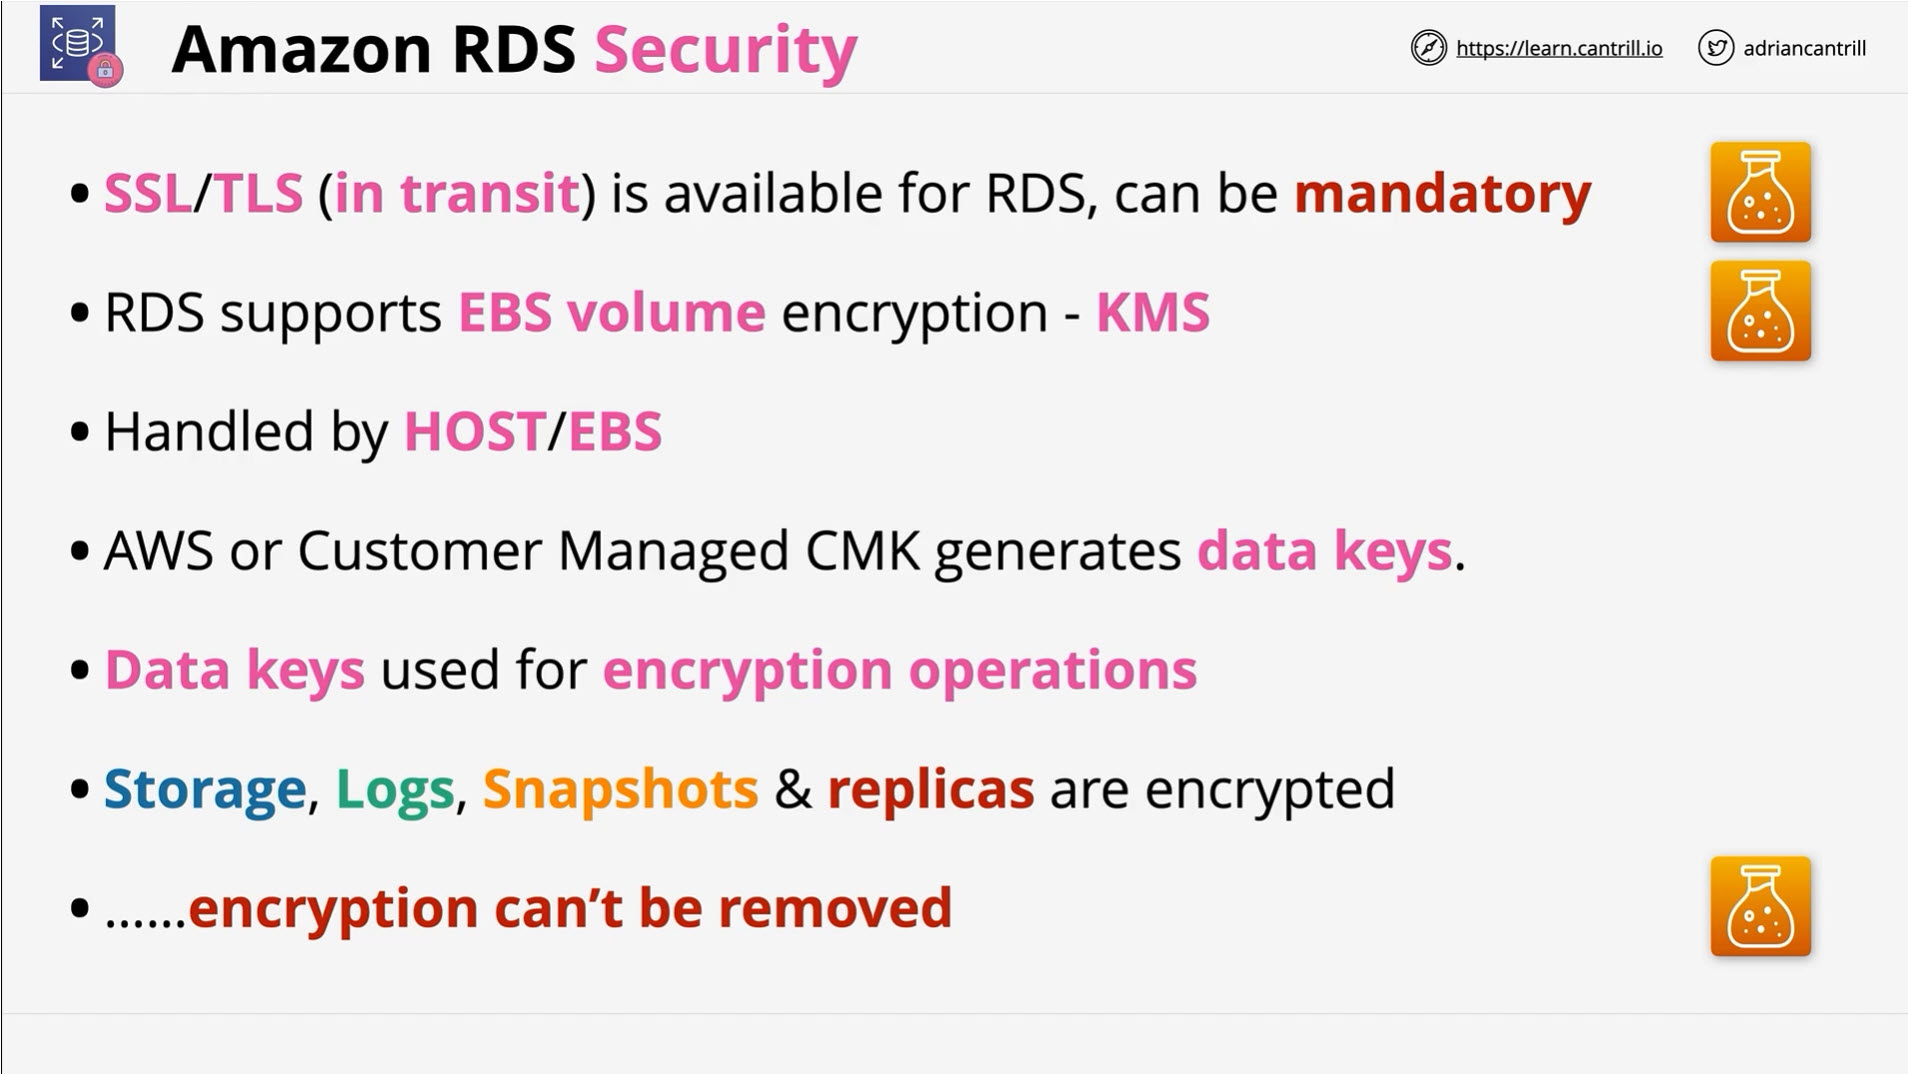 Amazon RDS Security
https://learn.cantrill.io
adriancantrill
• SSL/TLS (in transit) is available for RDS, can be mandatory
• RDS supports EBS volume encryption - KMS
• Handled by HOST/EBS
• AWS or Customer Managed CMK generates data keys.
• Data keys used for encryption operations
• Storage, Logs, Snapshots & replicas are encrypted
• ......encryption can’t be removed